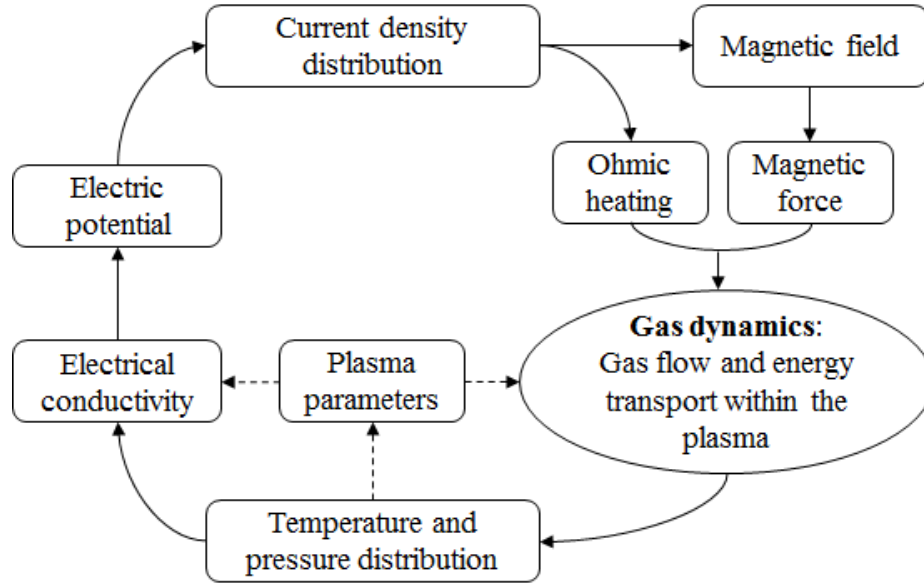 Current density
distribution
Magnetic field
Ohmic
heating
Magnetic
force
Electric
potential
Gas dynamics:
Gas flow and energy
transport within the
plasma
Electrical
conductivity
Plasma
parameters
Temperature and
pressure distribution